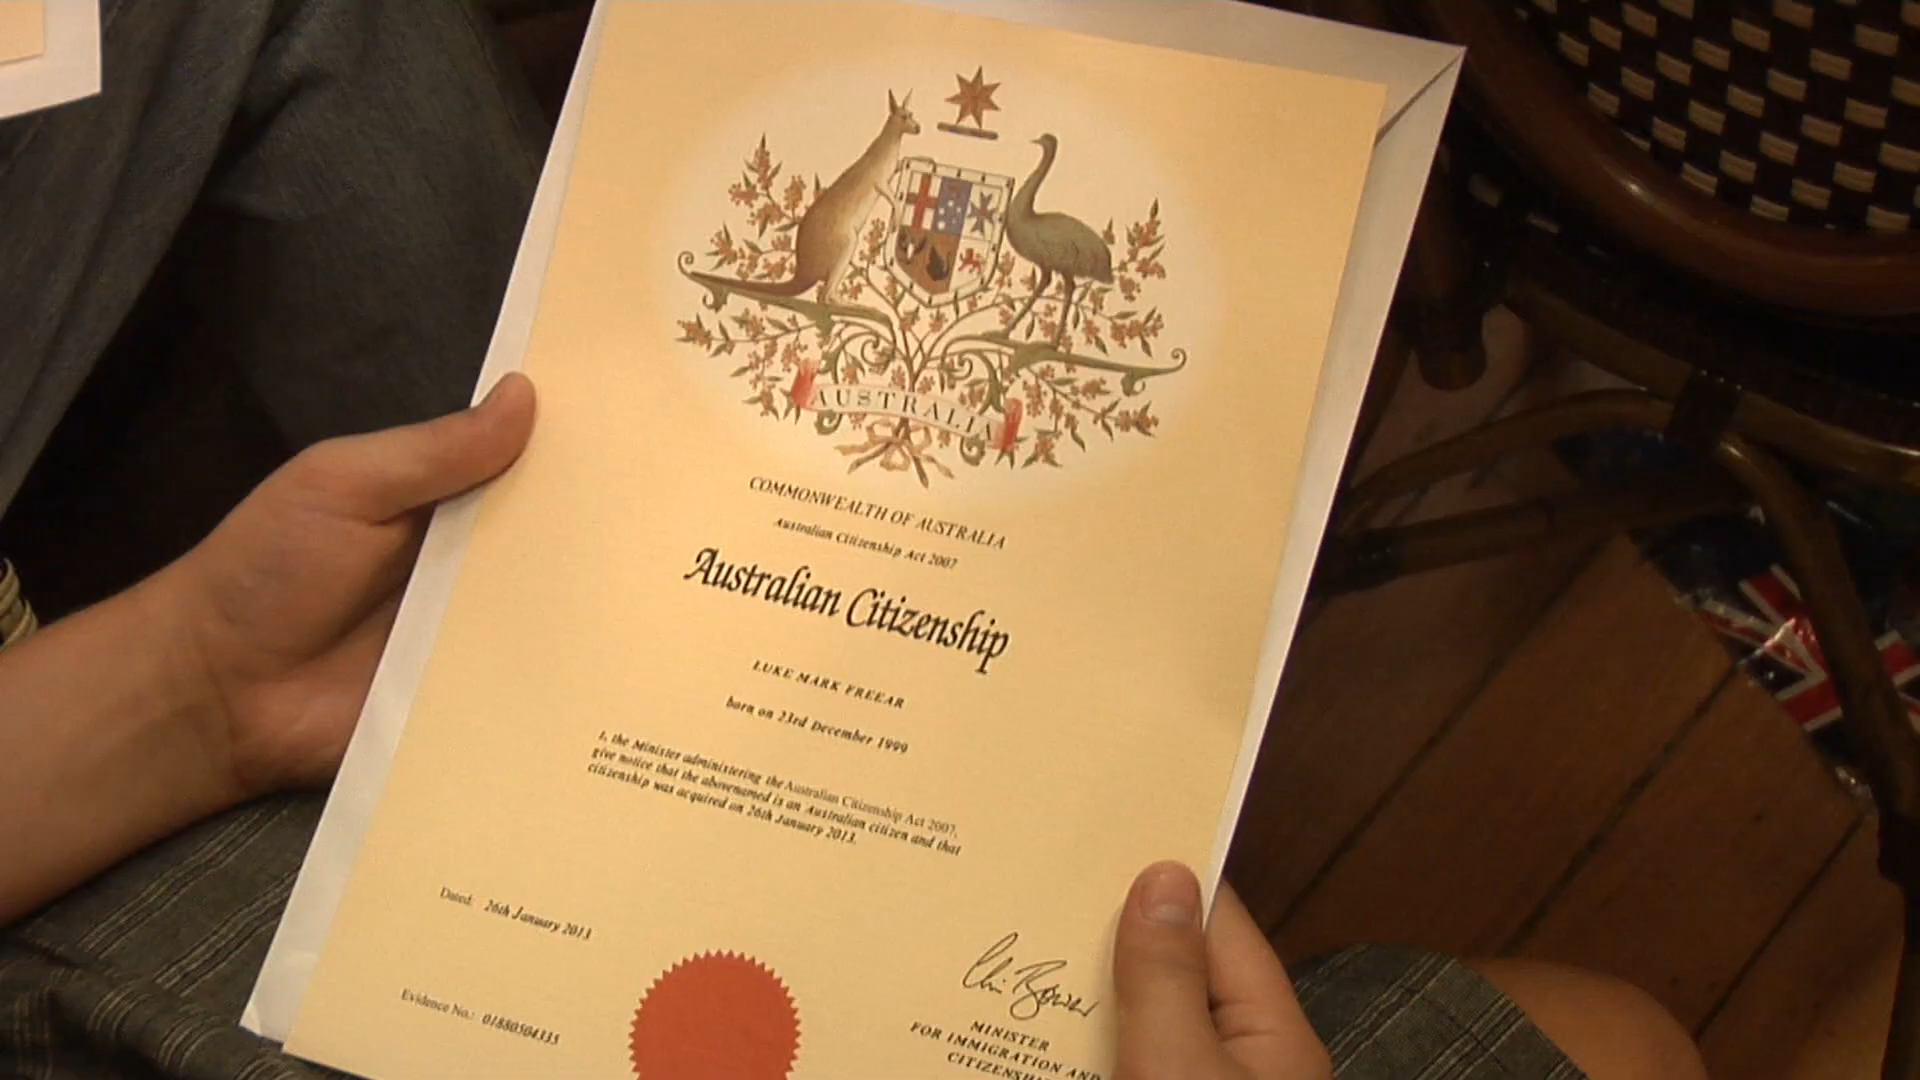 AUSTRALIA
COMMONWEALTH OF AUSTRALIA
Australian Citizenship Act 2007
Australian Citizenship
LUKE MARK FREEAR
born on 23rd December 1999
I, the Minister administering the Australian Citizenship Act 2007,
give notice that the abovenamed is an Australian citizen and that
citizenship was acquired on 26th January 2013.
Dated: 26th January 2013
Evidence No.: 01880504335
MINISTER
FOR IMMIGRATION AND